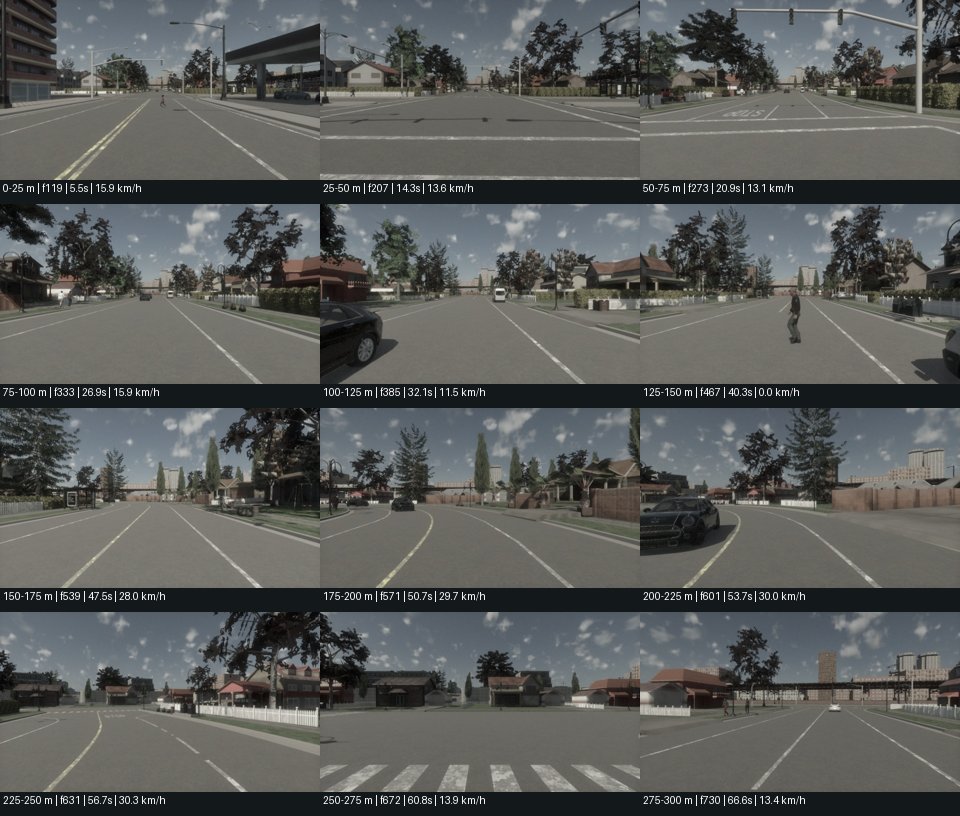 0-25 m | f119 | 5.5s | 15.9 km/h
25-50 m | f207 | 14.3s | 13.6 km/h
50-75 m | f273 | 20.9s | 13.1 km/h
75-100 m | f333 | 26.9s | 15.9 km/h
100-125 m | f385 | 32.1s | 11.5 km/h
125-150 m | f467 | 40.3s | 0.0 km/h
150-175 m | f539 | 47.5s | 28.0 km/h
175-200 m | f571 | 50.7s | 29.7 km/h
200-225 m | f601 | 53.7s | 30.0 km/h
225-250 m | f631 | 56.7s | 30.3 km/h
250-275 m | f672 | 60.8s | 13.9 km/h
275-300 m | f730 | 66.6s | 13.4 km/h